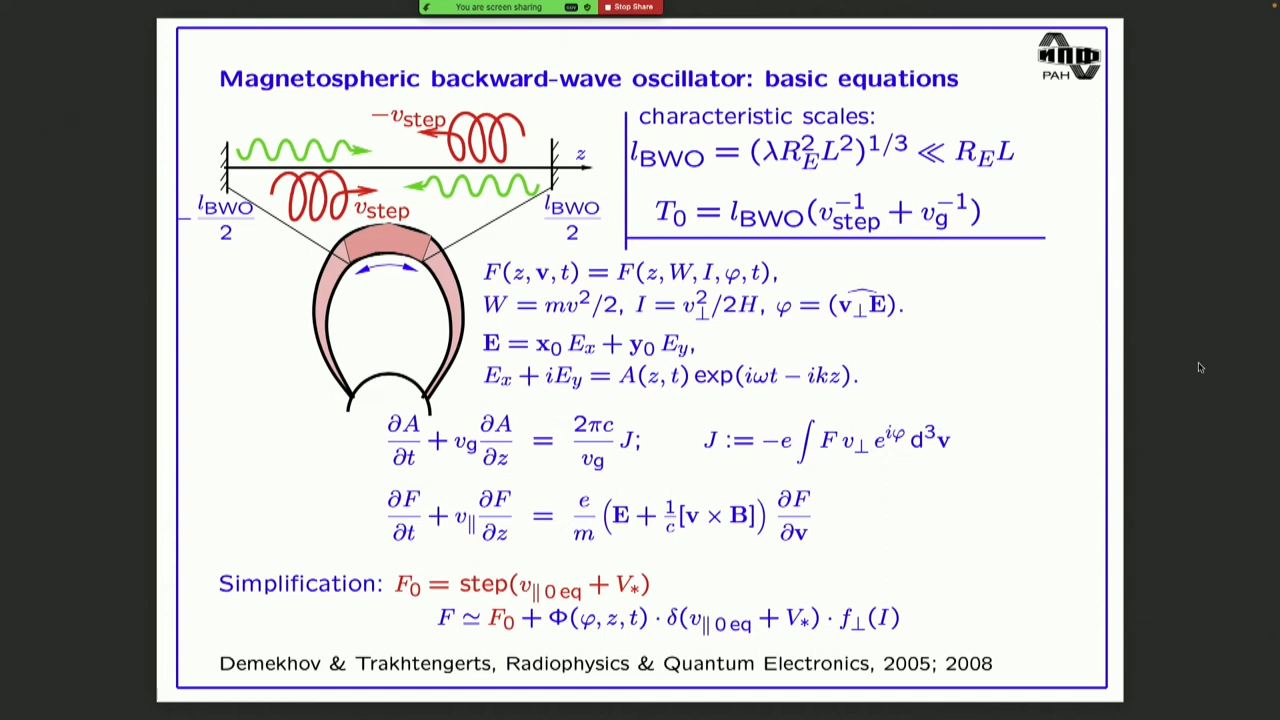 You are screen sharing
Stop Share
ИПФ
РАН
Magnetospheric backward-wave oscillator: basic equations
−v_step
z
v_step
− l_BWO/2
l_BWO/2
characteristic scales:
l_BWO = (λR_E^2 L^2)^{1/3} ≪ R_E L
T_0 = l_BWO(v_step^{−1} + v_g^{−1})
F(z, v, t) = F(z, W, I, φ, t),
W = mv^2/2, I = v_⊥^2/2H, φ = (v_⊥E).
E = x_0 E_x + y_0 E_y,
E_x + iE_y = A(z, t) exp(iωt − ikz).
∂A/∂t + v_g ∂A/∂z = 2πc/v_g J; J := −e ∫ F v_⊥ e^{iφ} d^3v
∂F/∂t + v_∥ ∂F/∂z = e/m (E + 1/c [v × B]) ∂F/∂v
Simplification: F_0 = step(v_{∥ 0 eq} + V_*)
F ≃ F_0 + Φ(φ, z, t) · δ(v_{∥ 0 eq} + V_*) · f_⊥(I)
Demekhov & Trakhtengerts, Radiophysics & Quantum Electronics, 2005; 2008